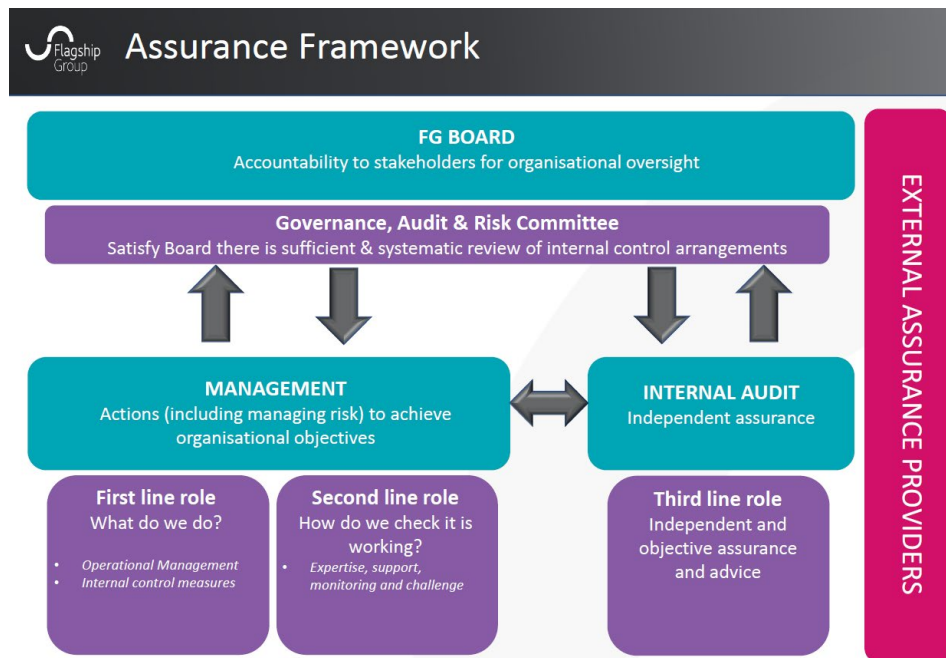 Flagship
Group
Assurance Framework
FG BOARD
Accountability to stakeholders for organisational oversight
Governance, Audit & Risk Committee
Satisfy Board there is sufficient & systematic review of internal control arrangements
MANAGEMENT
Actions (including managing risk) to achieve
organisational objectives
INTERNAL AUDIT
Independent assurance
First line role
What do we do?
• Operational Management
• Internal control measures
Second line role
How do we check it is
working?
• Expertise, support,
monitoring and challenge
Third line role
Independent and
objective assurance
and advice
EXTERNAL ASSURANCE PROVIDERS